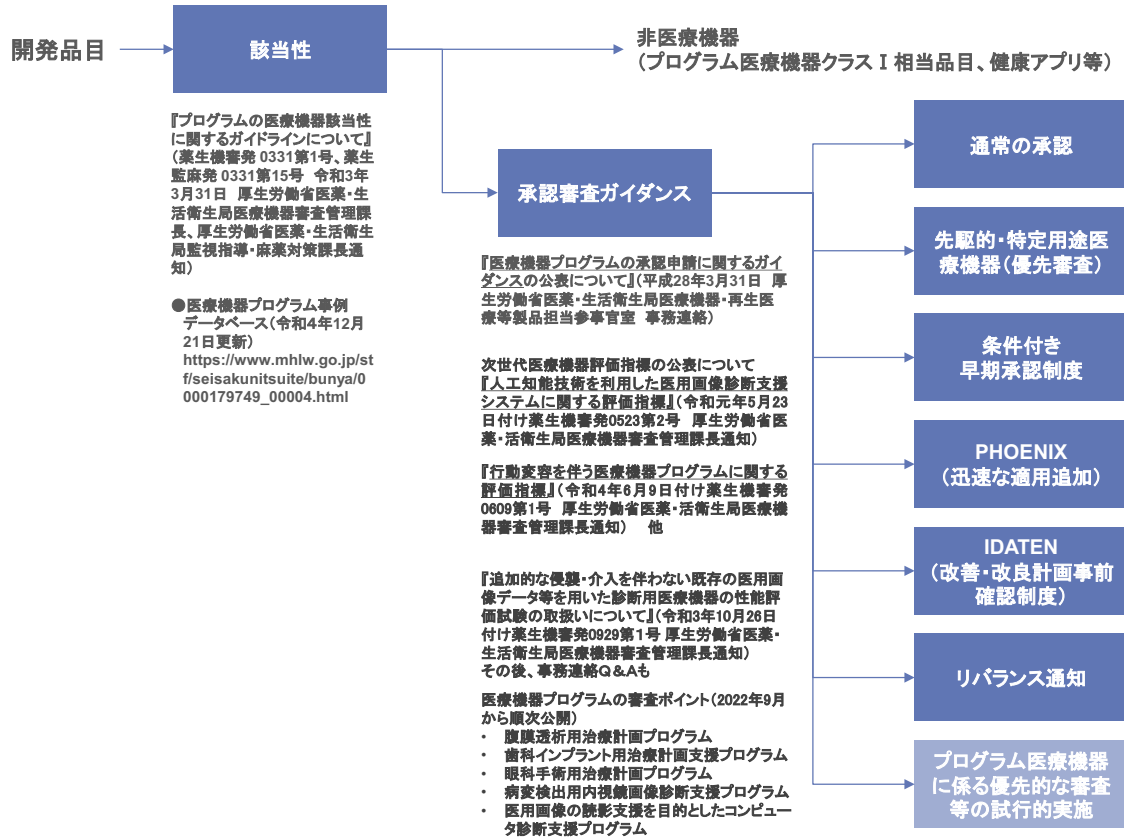 開発品目
該当性
非医療機器
（プログラム医療機器クラスⅠ相当品目、健康アプリ等）
『プログラムの医療機器該当性
に関するガイドラインについて』
（薬生機審発 0331第1号、薬生
監麻発 0331第15号　令和3年
3月31日　厚生労働省医薬・生
活衛生局医療機器審査管理課
長、厚生労働省医薬・生活衛生
局監視指導・麻薬対策課長通
知）
●医療機器プログラム事例
データベース（令和4年12月
21日更新）
https://www.mhlw.go.jp/st
f/seisakunitsuite/bunya/0
000179749_00004.html
承認審査ガイダンス
『医療機器プログラムの承認申請に関するガイ
ダンスの公表について』（平成28年3月31日　厚
生労働省医薬・生活衛生局医療機器・再生医
療等製品担当参事官室　事務連絡）
次世代医療機器評価指標の公表について
『人工知能技術を利用した医用画像診断支援
システムに関する評価指標』（令和元年5月23
日付け薬生機審発0523第2号　厚生労働省医
薬・活衛生局医療機器審査管理課長通知）
『行動変容を伴う医療機器プログラムに関する
評価指標』（令和4年6月9日付け薬生機審発
0609第1号　厚生労働省医薬・活衛生局医療機
器審査管理課長通知）　他
『追加的な侵襲・介入を伴わない既存の医用画
像データ等を用いた診断用医療機器の性能評
価試験の取扱いについて』（令和3年10月26日
付け薬生機審発0929第1号 厚生労働省医薬・
生活衛生局医療機器審査管理課長通知）
その後、事務連絡Q&Aも
医療機器プログラムの審査ポイント（2022年9月
から順次公開）
・ 腹膜透析用治療計画プログラム
・ 歯科インプラント用治療計画支援プログラム
・ 眼科手術用治療計画プログラム
・ 病変検出用内視鏡画像診断支援プログラム
・ 医用画像の読影支援を目的としたコンピュー
タ診断支援プログラム
通常の承認
先駆的・特定用途医
療機器（優先審査）
条件付き
早期承認制度
PHOENIX
（迅速な適用追加）
IDATEN
（改善・改良計画事前
確認制度）
リバランス通知
プログラム医療機器
に係る優先的な審査
等の試行的実施